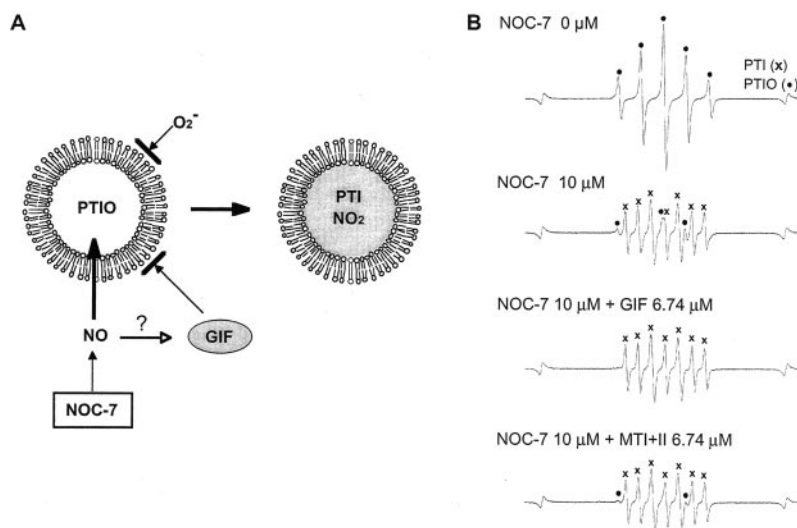 A
O₂⁻
PTIO
PTI
NO₂
NO
?
GIF
NOC-7
B
NOC-7 0 µM
PTI (x)
PTIO (•)
NOC-7 10 µM
NOC-7 10 µM + GIF 6.74 µM
NOC-7 10 µM + MTI+II 6.74 µM